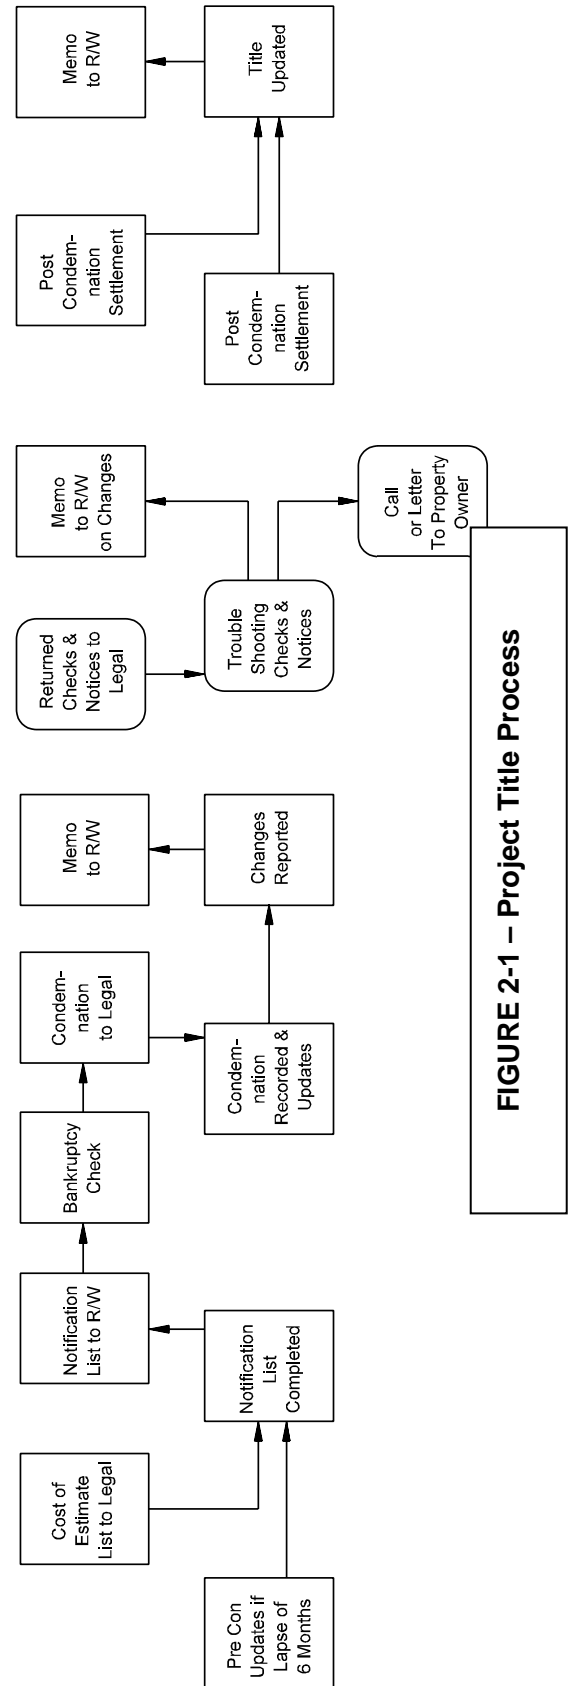 Cost of
Estimate
List to Legal
Pre Con
Updates if
Lapse of
6 Months
Notification
List
Completed
Notification
List to R/W
Bankruptcy
Check
Condem-
nation
to Legal
Condem-
nation
Recorded &
Updates
Changes
Reported
Memo
to R/W
Returned
Checks &
Notices to
Legal
Trouble
Shooting
Checks &
Notices
Memo
to R/W
on Changes
Call
or Letter
To Property
Owner
Post
Condem-
nation
Settlement
Post
Condem-
nation
Settlement
Title
Updated
Memo
to R/W
FIGURE 2-1 – Project Title Process